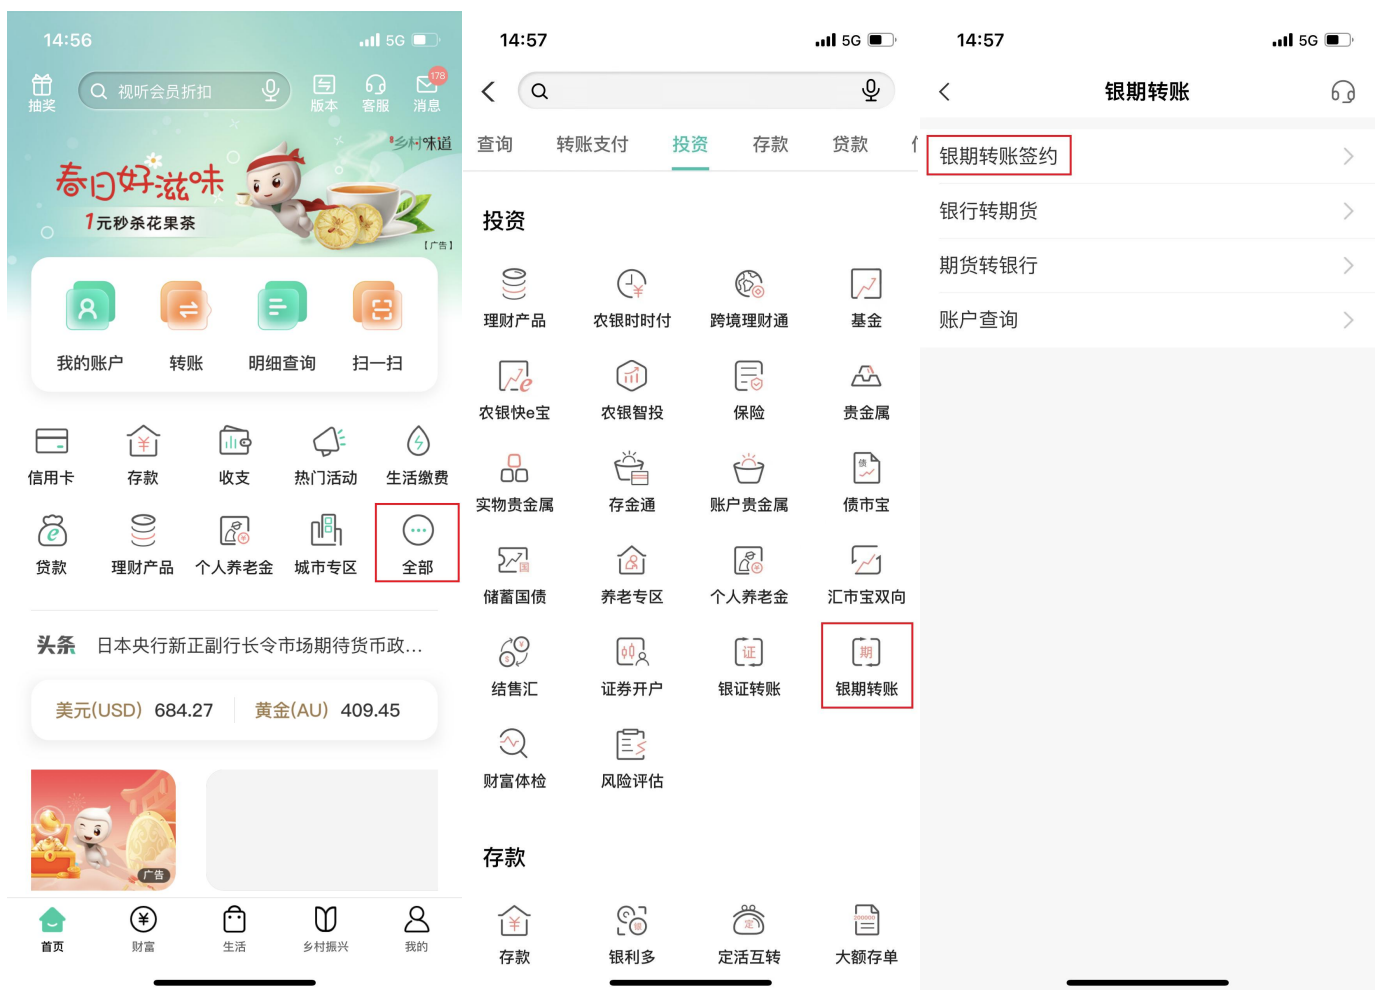 14:56
5G
抽奖
视听会员折扣
版本
客服
消息
178
乡村味道
春日好滋味
1元秒杀花果茶
【广告】
我的账户
转账
明细查询
扫一扫
信用卡
存款
收支
热门活动
生活缴费
贷款
理财产品
个人养老金
城市专区
全部
头条
日本央行新正副行长令市场期待货币政...
美元(USD) 684.27
黄金(AU) 409.45
广告
首页
财富
生活
乡村振兴
我的
14:57
5G
查询
转账支付
投资
存款
贷款
投资
理财产品
农银时时付
跨境理财通
基金
农银快e宝
农银智投
保险
贵金属
实物贵金属
存金通
账户贵金属
债
债市宝
国
储蓄国债
养老专区
个人养老金
汇市宝双向
结售汇
证券开户
证
银证转账
期
银期转账
财富体检
风险评估
存款
存款
银
银利多
定
定活互转
200000
大额存单
14:57
5G
银期转账
银期转账签约
银行转期货
期货转银行
账户查询